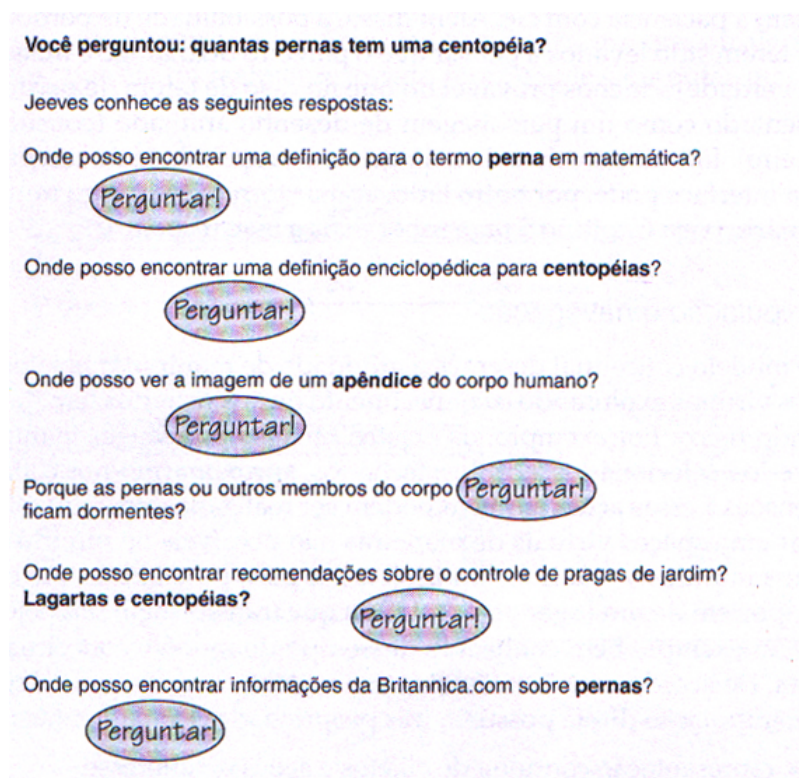 Você perguntou: quantas pernas tem uma centopéia?
Jeeves conhece as seguintes respostas:
Onde posso encontrar uma definição para o termo perna em matemática?
Perguntar!
Onde posso encontrar uma definição enciclopédica para centopéias?
Perguntar!
Onde posso ver a imagem de um apêndice do corpo humano?
Perguntar!
Porque as pernas ou outros membros do corpo Perguntar!
ficam dormentes?
Onde posso encontrar recomendações sobre o controle de pragas de jardim?
Lagartas e centopéias?
Perguntar!
Onde posso encontrar informações da Britannica.com sobre pernas?
Perguntar!